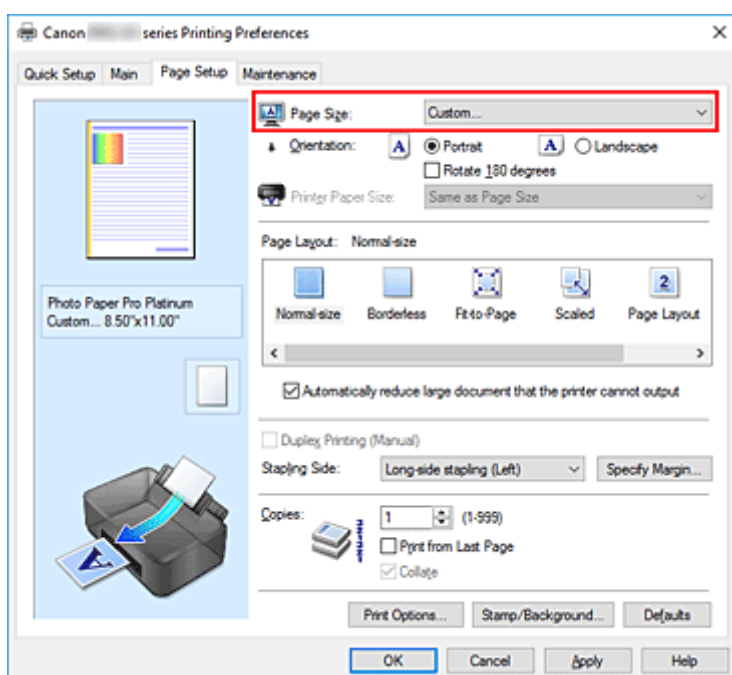 Canon series Printing Preferences
Quick Setup Main Page Setup Maintenance
Page Size: Custom...
Orientation: A Portrait A Landscape
Rotate 180 degrees
Printer Paper Size: Same as Page Size
Page Layout: Normal-size
2
Normal-size Borderless Fit-to-Page Scaled Page Layout
Photo Paper Pro Platinum
Custom... 8.50"x11.00"
Automatically reduce large document that the printer cannot output
Duplex Printing (Manual)
Stapling Side: Long-side stapling (Left) Specify Margin...
Copies: 1 (1-999)
Print from Last Page
Collate
A
Print Options... Stamp/Background... Defaults
OK Cancel Apply Help